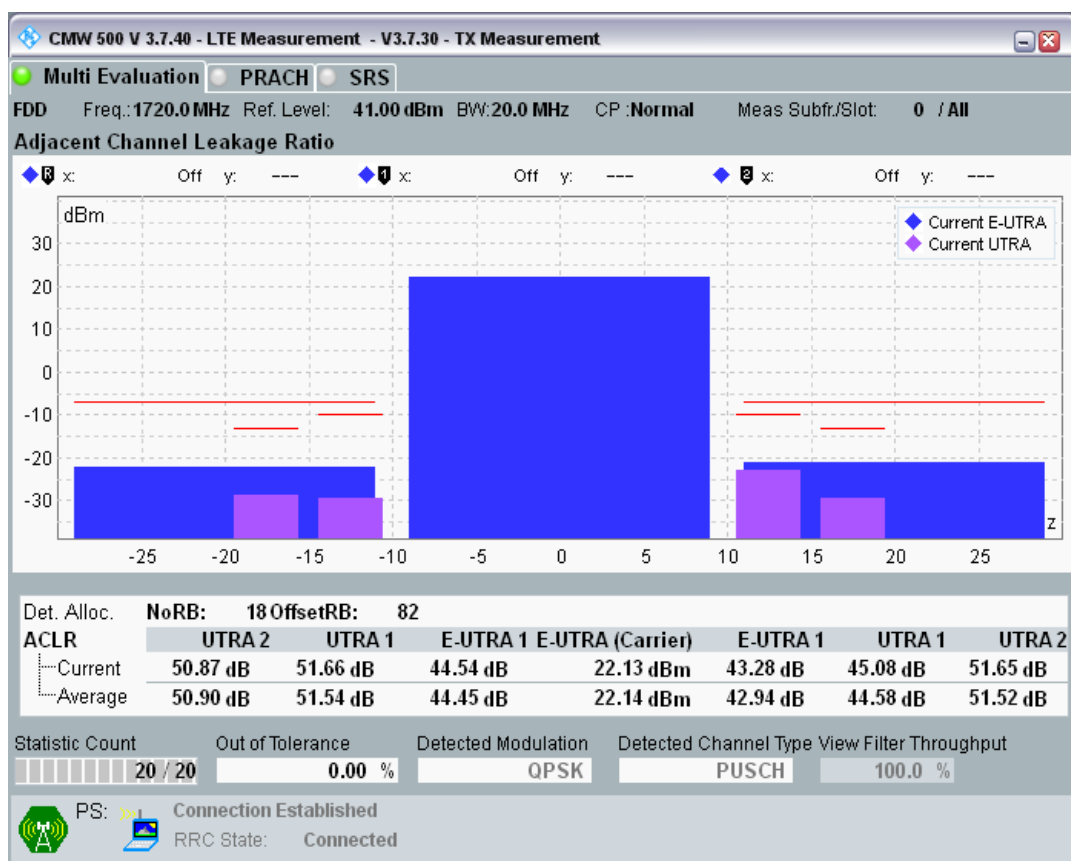 CMW 500 V 3.7.40 - LTE Measurement - V3.7.30 - TX Measurement
Multi Evaluation PRACH SRS
FDD Freq.: 1720.0 MHz Ref. Level: 41.00 dBm BW: 20.0 MHz CP : Normal Meas Subfr./Slot: 0 / All
Adjacent Channel Leakage Ratio
R x: Off y: --- 1 x: Off y: --- 2 x: Off y: ---
dBm
Current E-UTRA
Current UTRA
30
20
10
0
-10
-20
-30
z
-25 -20 -15 -10 -5 0 5 10 15 20 25
Det. Alloc. NoRB: 18 OffsetRB: 82
ACLR UTRA 2 UTRA 1 E-UTRA 1 E-UTRA (Carrier) E-UTRA 1 UTRA 1 UTRA 2
Current 50.87 dB 51.66 dB 44.54 dB 22.13 dBm 43.28 dB 45.08 dB 51.65 dB
Average 50.90 dB 51.54 dB 44.45 dB 22.14 dBm 42.94 dB 44.58 dB 51.52 dB
Statistic Count Out of Tolerance Detected Modulation Detected Channel Type View Filter Throughput
20 / 20 0.00 % QPSK PUSCH 100.0 %
PS: Connection Established
RRC State: Connected